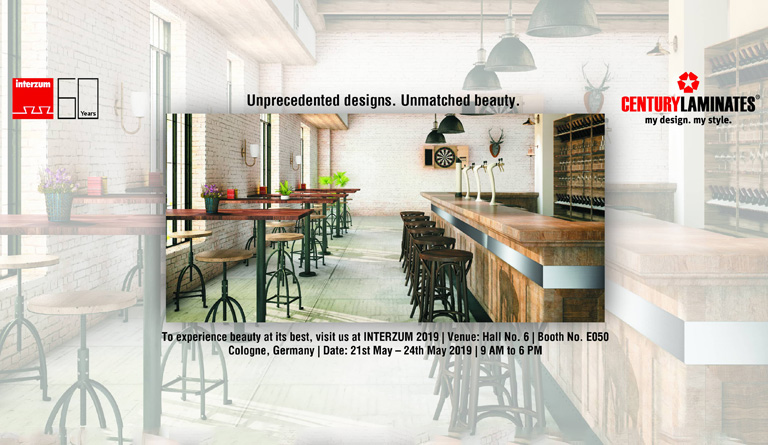 interzum
60
Years
Unprecedented designs. Unmatched beauty.
CENTURYLAMINATES®
my design. my style.
To experience beauty at its best, visit us at INTERZUM 2019 | Venue: Hall No. 6 | Booth No. E050
Cologne, Germany | Date: 21st May – 24th May 2019 | 9 AM to 6 PM